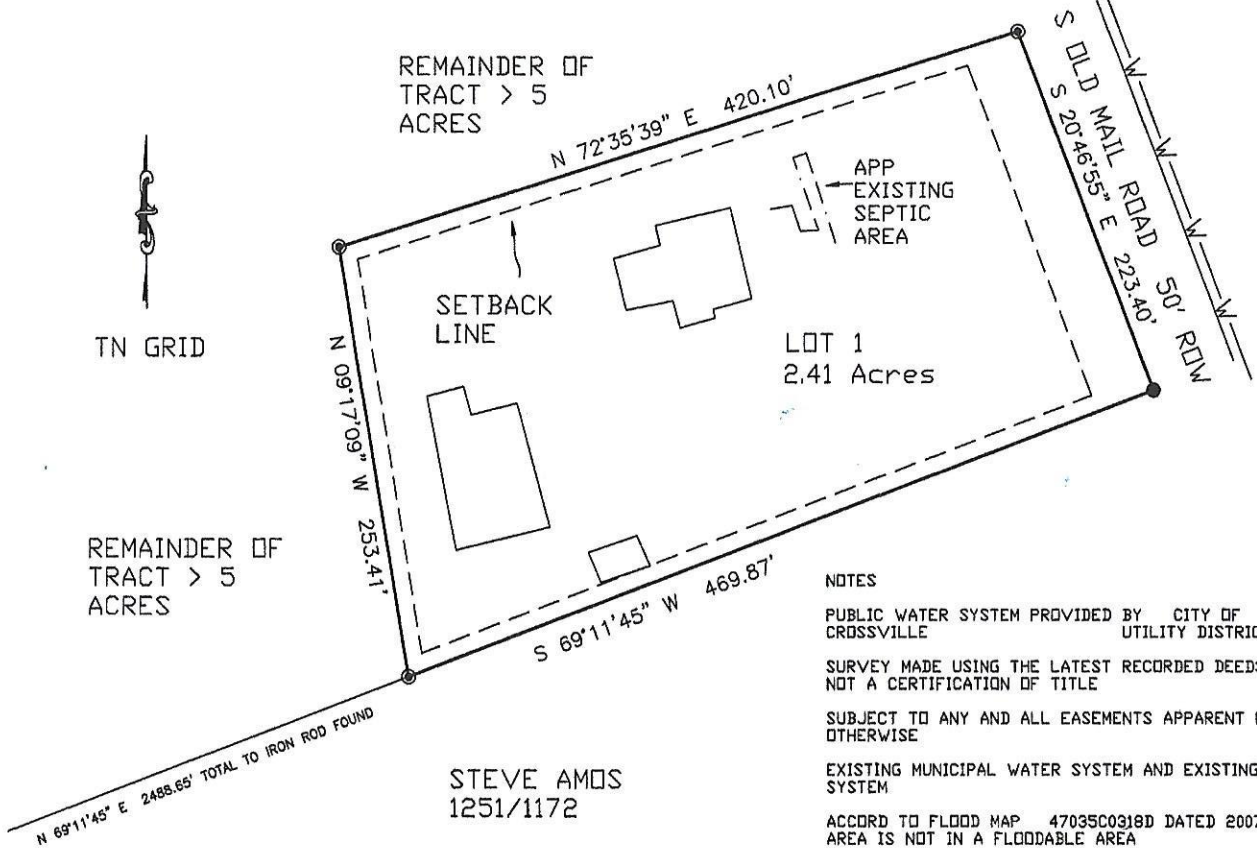 REMAINDER OF
TRACT > 5
ACRES
N 72°35'39" E 420.10'
S OLD MAIL ROAD 50' ROW
S 20°46'55" E 223.40'
W
W
W
W
APP
EXISTING
SEPTIC
AREA
SETBACK
LINE
TN GRID
LOT 1
2.41 Acres
N 09°17'09" W 253.41'
REMAINDER OF
TRACT > 5
ACRES
S 69°11'45" W 469.87'
N 69°11'45" E 2488.65' TOTAL TO IRON ROD FOUND
STEVE AMOS
1251/1172
NOTES
PUBLIC WATER SYSTEM PROVIDED BY CITY OF
CROSSVILLE UTILITY DISTRIC
SURVEY MADE USING THE LATEST RECORDED DEEDS
NOT A CERTIFICATION OF TITLE
SUBJECT TO ANY AND ALL EASEMENTS APPARENT
OTHERWISE
EXISTING MUNICIPAL WATER SYSTEM AND EXISTING
SYSTEM
ACCORD TO FLOOD MAP 47035C0318D DATED 2007
AREA IS NOT IN A FLOODABLE AREA